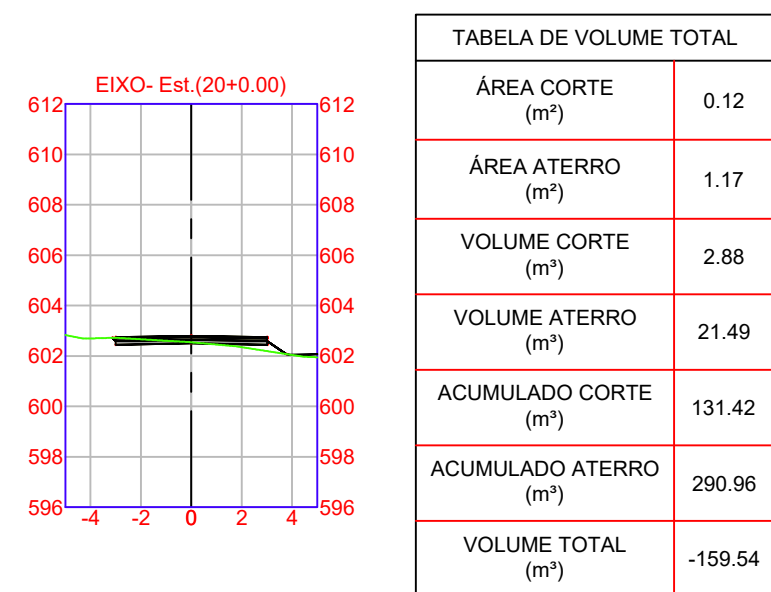 EIXO- Est.(20+0.00)
612 612
610 610
608 608
606 606
604 604
602 602
600 600
598 598
596 596
-4 -2 0 2 4
TABELA DE VOLUME TOTAL
ÁREA CORTE
(m²) 0.12
ÁREA ATERRO
(m²) 1.17
VOLUME CORTE
(m³) 2.88
VOLUME ATERRO
(m³) 21.49
ACUMULADO CORTE
(m³) 131.42
ACUMULADO ATERRO
(m³) 290.96
VOLUME TOTAL
(m³) -159.54